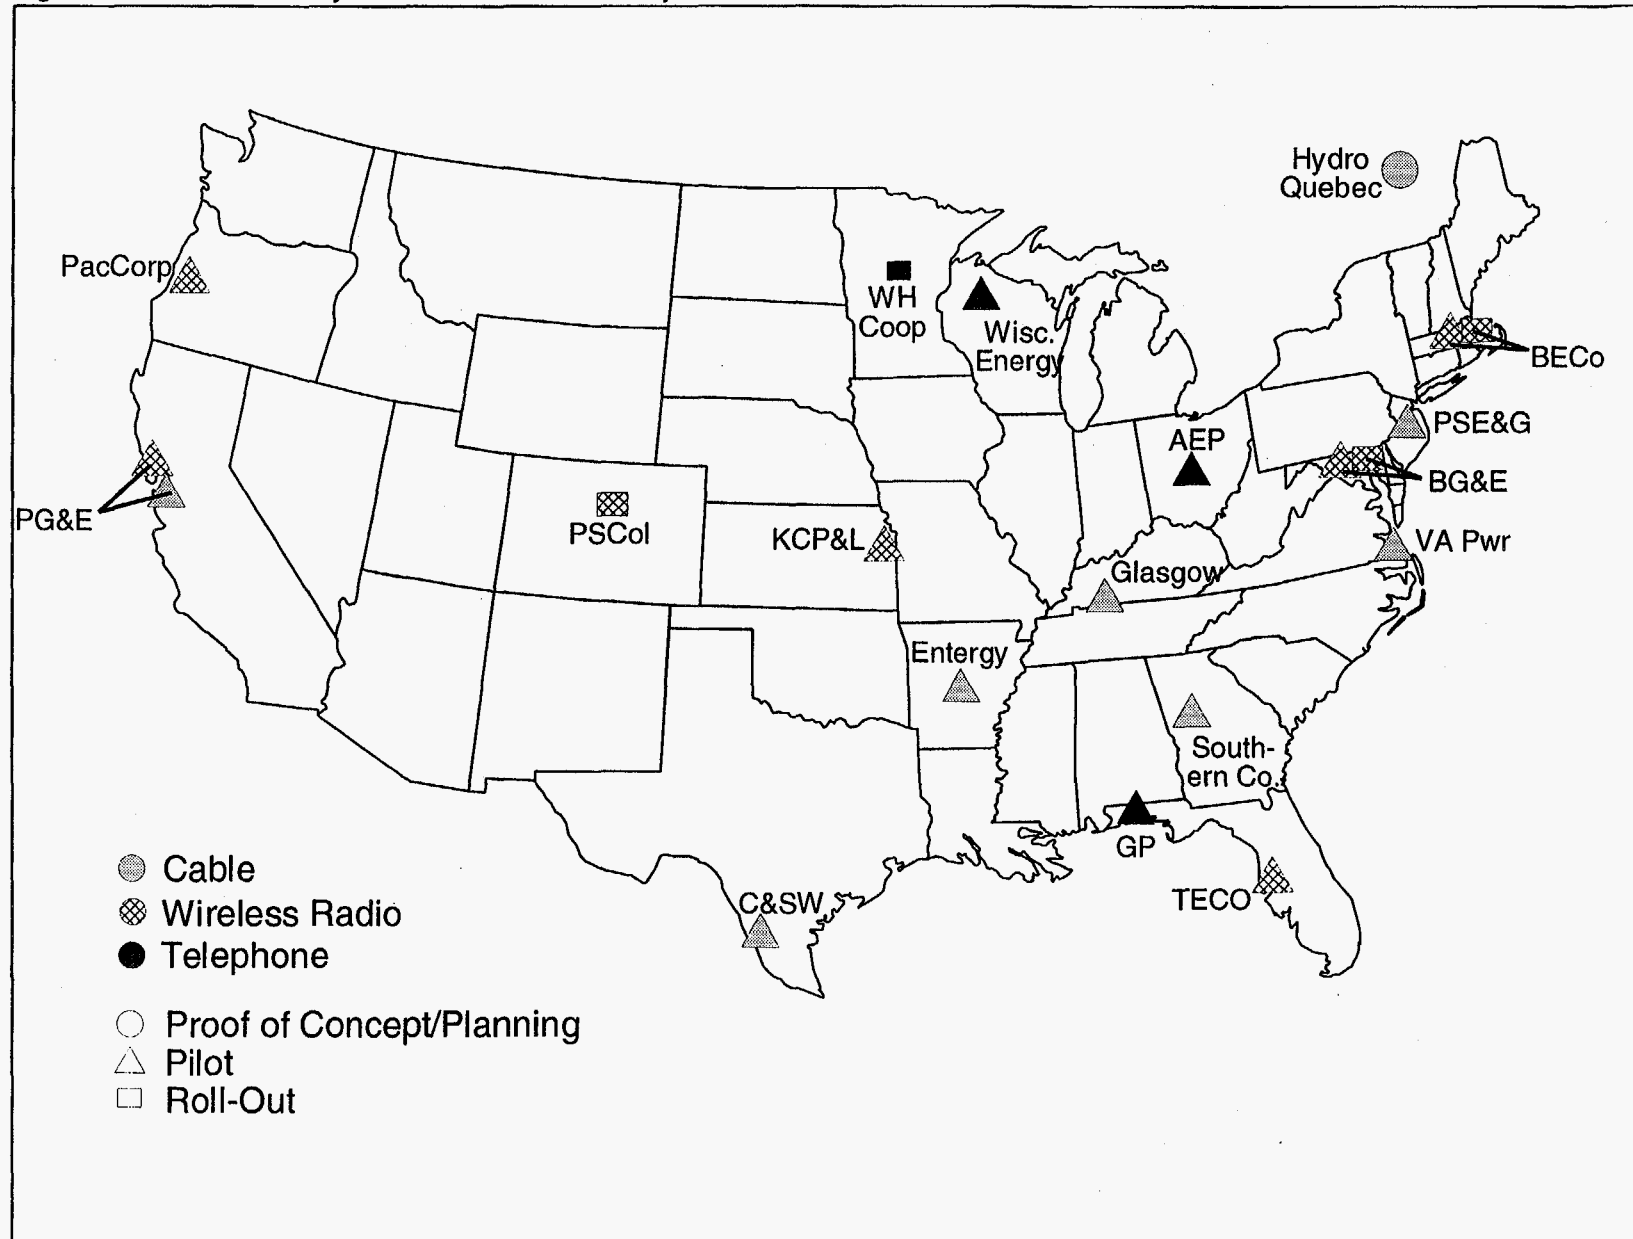 Hydro
Quebec
PacCorp
WH
Coop
Wisc.
Energy
BECo
AEP
PSE&G
BG&E
PG&E
PSCol
KCP&L
VA Pwr
Glasgow
Entergy
South-
ern Co.
GP
TECO
C&SW
Cable
Wireless Radio
Telephone
Proof of Concept/Planning
Pilot
Roll-Out